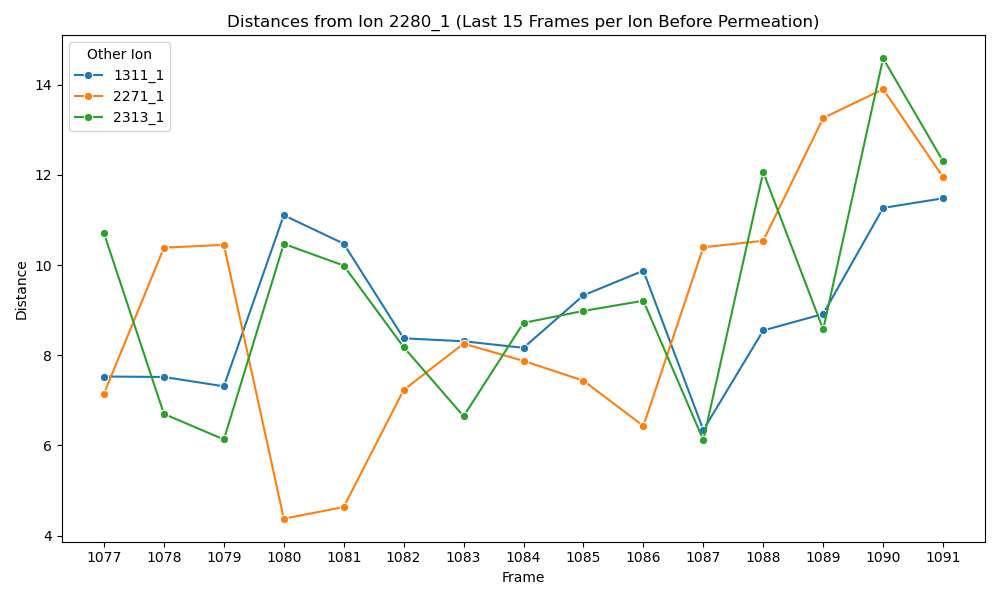 Distances from Ion 2280_1 (Last 15 Frames per Ion Before Permeation)
Other Ion
1311_1
2271_1
2313_1
Distance
14
12
10
8
6
4
1077 1078 1079 1080 1081 1082 1083 1084 1085 1086 1087 1088 1089 1090 1091
Frame